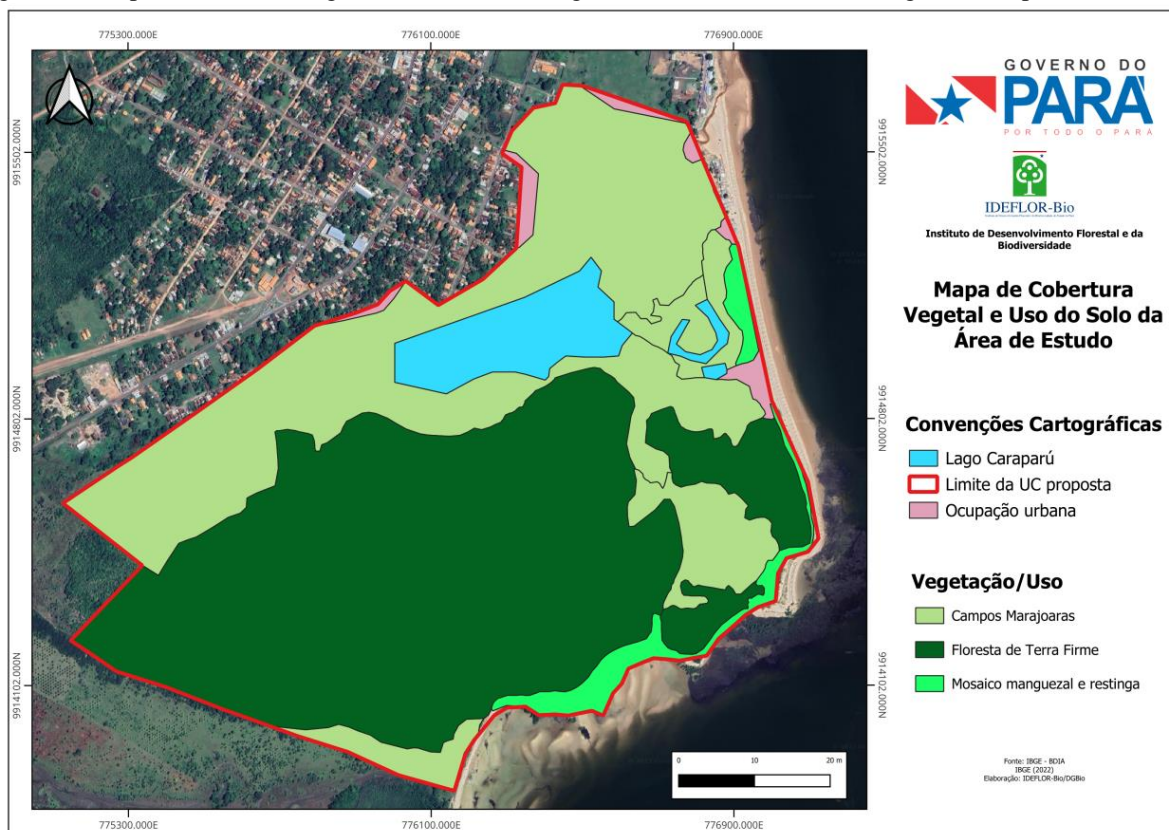 775300.000E 776100.000E 776900.000E
9915502.000N 9915502.000N
9914802.000N 9914802.000N
9914102.000N 9914102.000N
775300.000E 776100.000E 776900.000E
0 10 20 m
GOVERNO DO
PARÁ
POR TODO O PARÁ
IDEFLOR-Bio
Instituto de Desenvolvimento Florestal e da
Biodiversidade
Mapa de Cobertura
Vegetal e Uso do Solo da
Área de Estudo
Convenções Cartográficas
Lago Caraparú
Limite da UC proposta
Ocupação urbana
Vegetação/Uso
Campos Marajoaras
Floresta de Terra Firme
Mosaico manguezal e restinga
Fonte: IBGE - BDIA
IBGE (2022)
Elaboração: IDEFLOR-Bio/DGBio